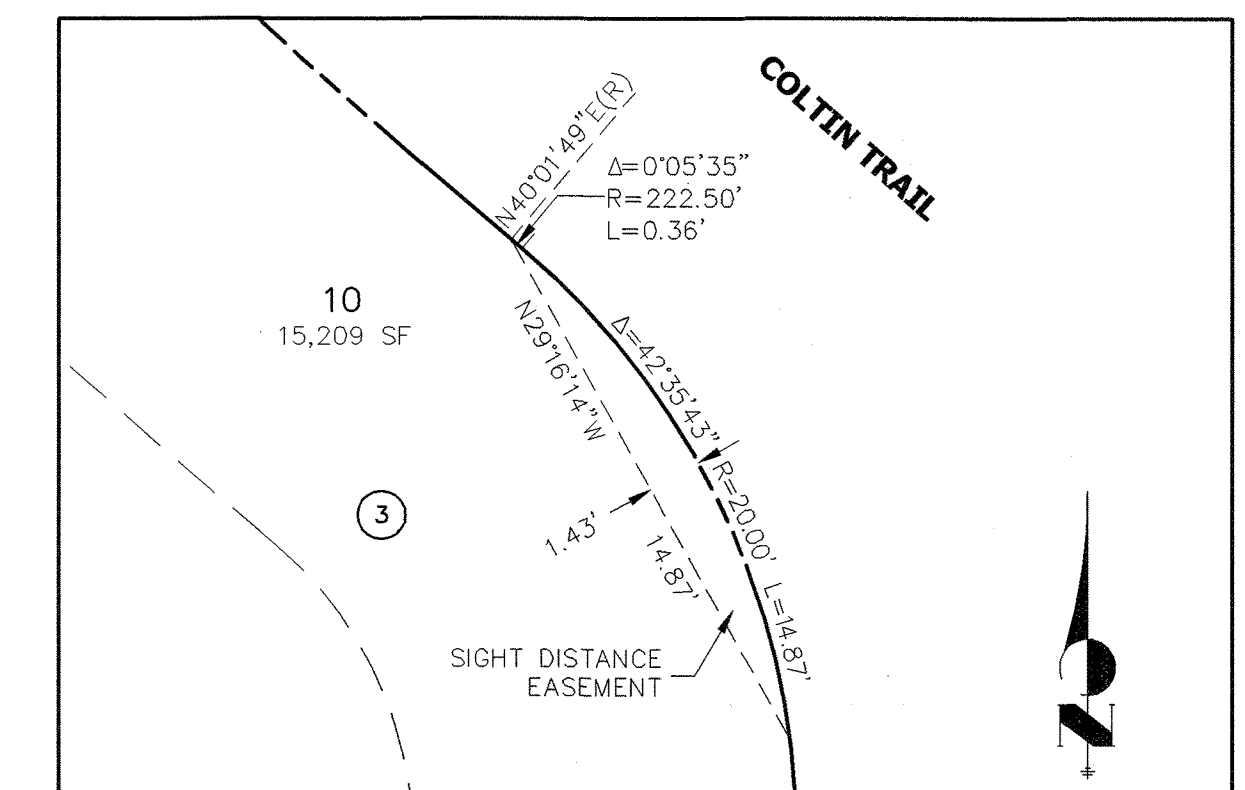 COLTIN TRAIL
N40°01'49"E(R)
Δ=0°05'35"
R=222.50'
L=0.36'
10
15,209 SF
N29°16'14"W
14.87'
Δ=42°35'43"
R=20.00'
L=14.87'
3
1.43'
SIGHT DISTANCE
EASEMENT
N